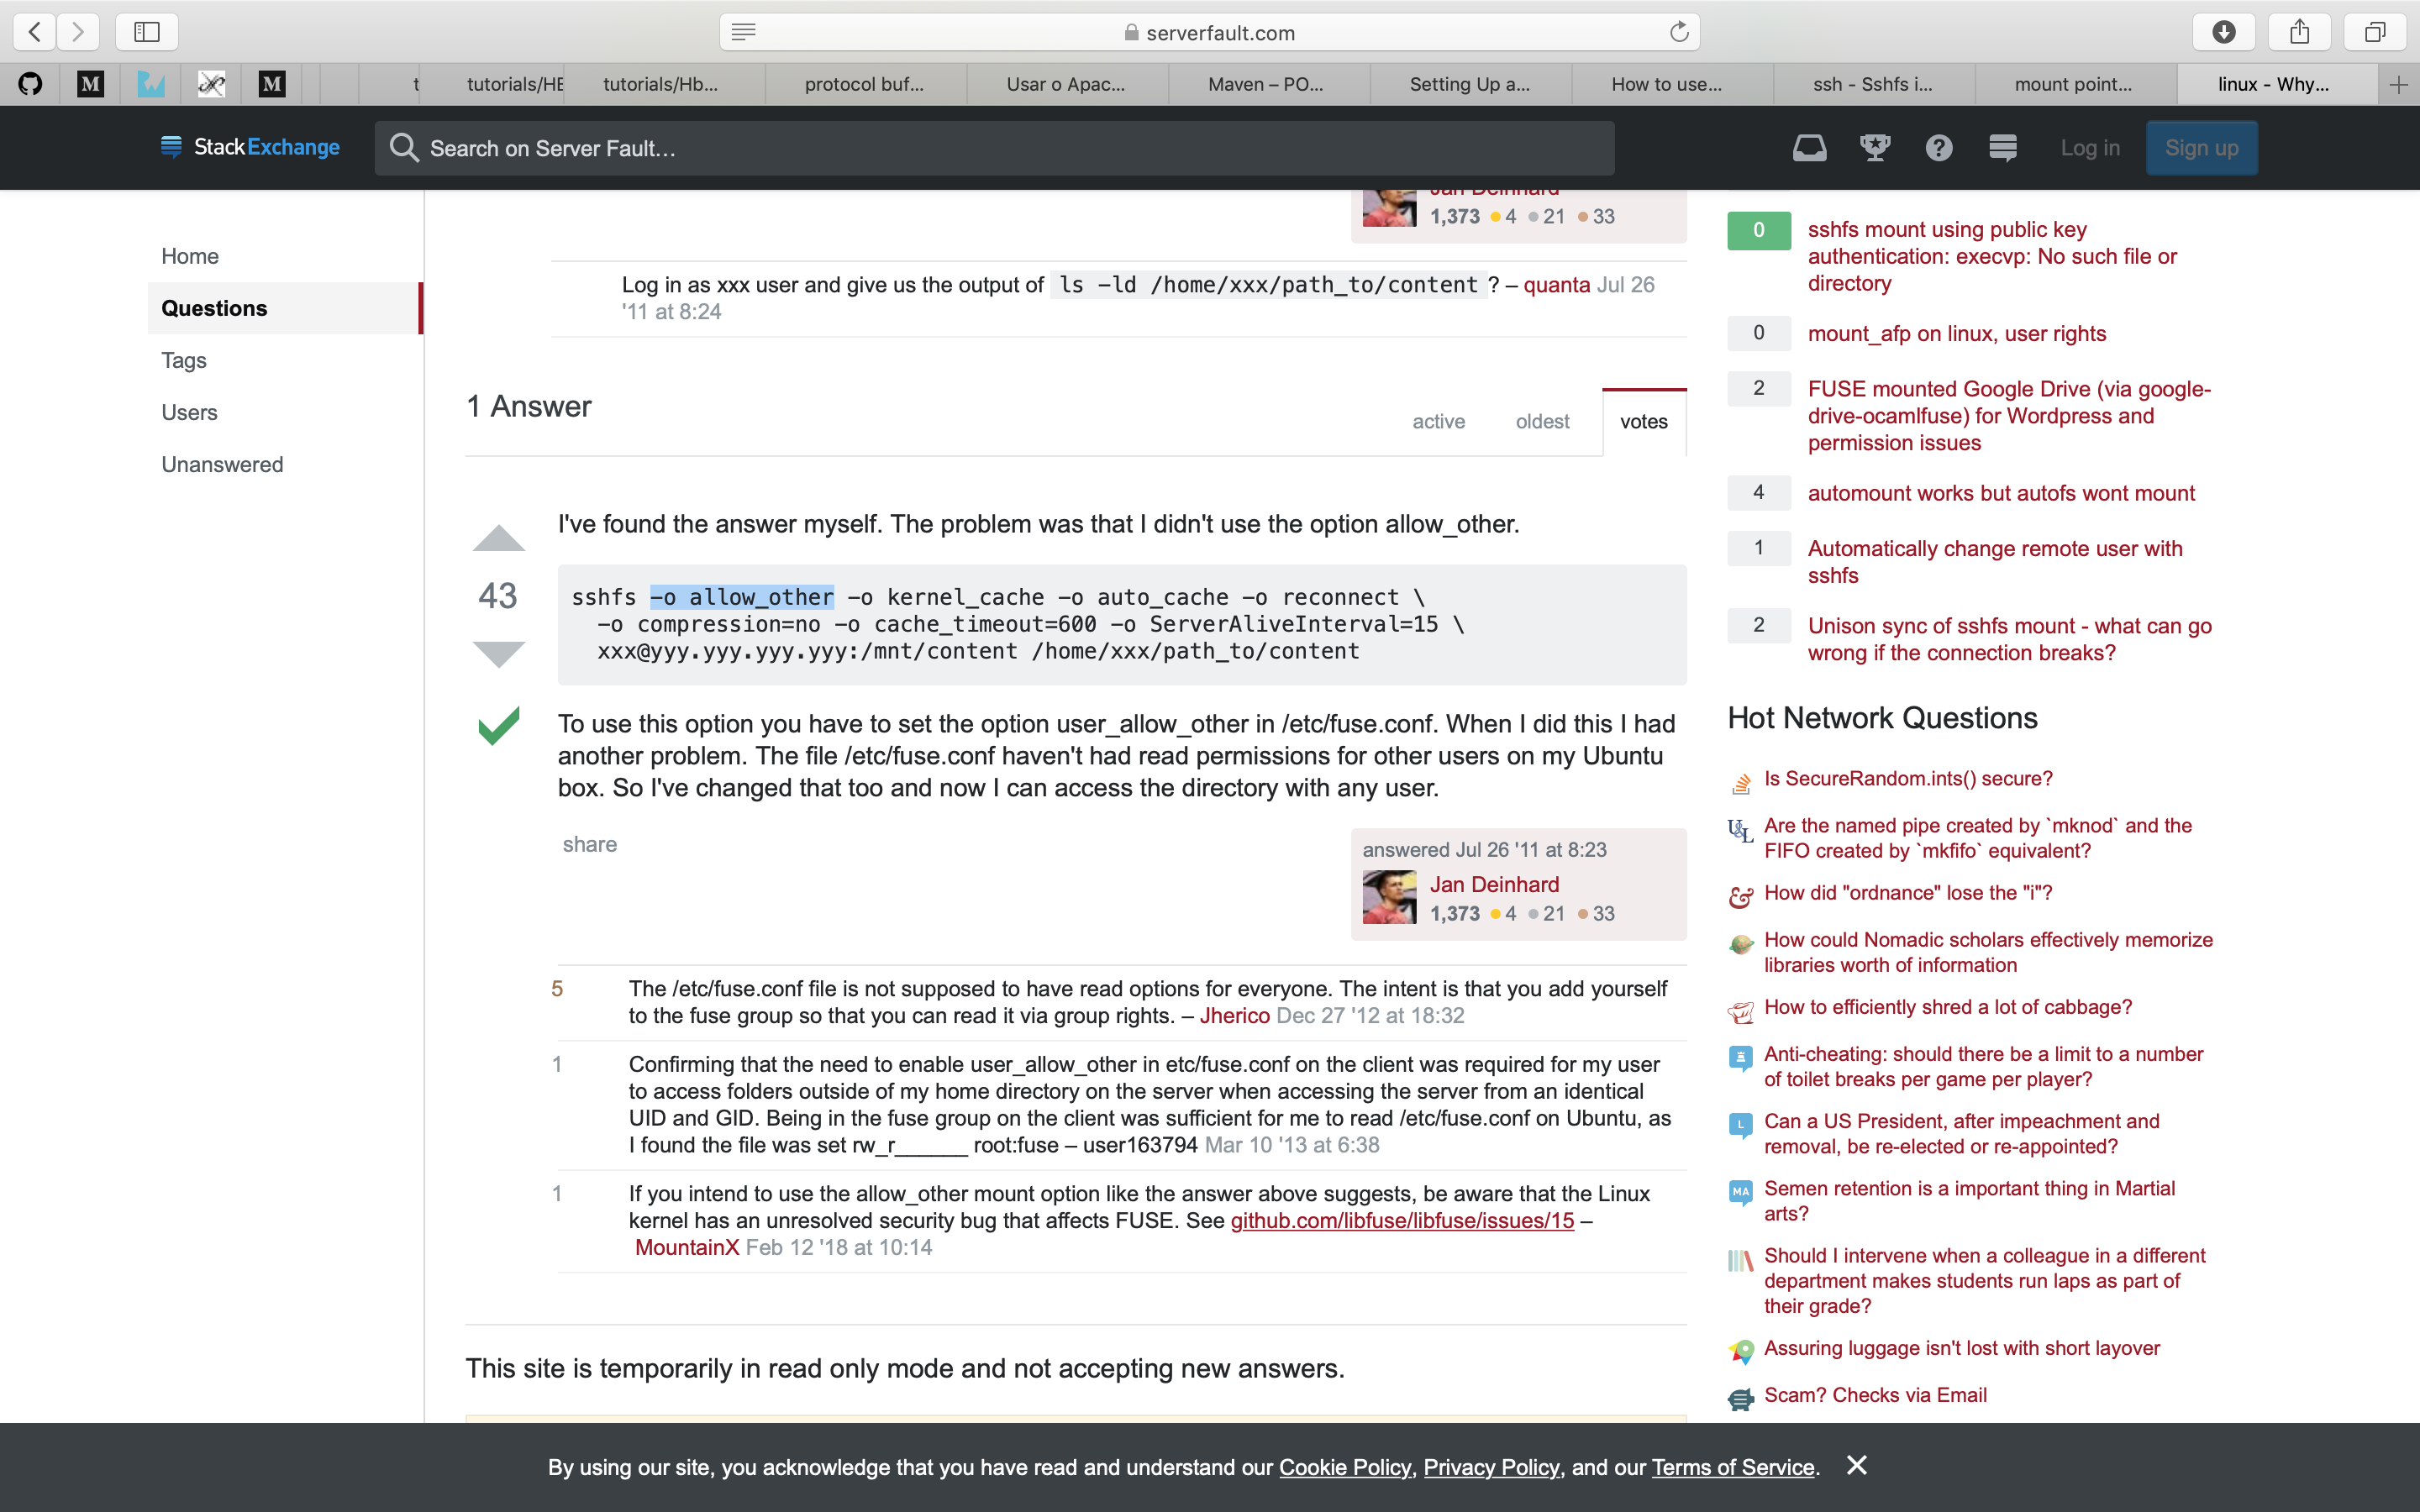 serverfault.com
M
M
t
tutorials/HE
tutorials/Hb...
protocol buf...
Usar o Apac...
Maven – PO...
Setting Up a...
How to use...
ssh - Sshfs i...
mount point...
linux - Why...
StackExchange
Search on Server Fault...
Log in
Sign up
Home
Questions
Tags
Users
Unanswered
Jan Deinhard
1,373 4 21 33
Log in as xxx user and give us the output of ls -ld /home/xxx/path_to/content ? – quanta Jul 26
'11 at 8:24
1 Answer
active
oldest
votes
43
I've found the answer myself. The problem was that I didn't use the option allow_other.
sshfs -o allow_other -o kernel_cache -o auto_cache -o reconnect \
-o compression=no -o cache_timeout=600 -o ServerAliveInterval=15 \
xxx@yyy.yyy.yyy.yyy:/mnt/content /home/xxx/path_to/content
To use this option you have to set the option user_allow_other in /etc/fuse.conf. When I did this I had
another problem. The file /etc/fuse.conf haven't had read permissions for other users on my Ubuntu
box. So I've changed that too and now I can access the directory with any user.
share
answered Jul 26 '11 at 8:23
Jan Deinhard
1,373 4 21 33
5
The /etc/fuse.conf file is not supposed to have read options for everyone. The intent is that you add yourself
to the fuse group so that you can read it via group rights. – Jherico Dec 27 '12 at 18:32
1
Confirming that the need to enable user_allow_other in etc/fuse.conf on the client was required for my user
to access folders outside of my home directory on the server when accessing the server from an identical
UID and GID. Being in the fuse group on the client was sufficient for me to read /etc/fuse.conf on Ubuntu, as
I found the file was set rw_r______ root:fuse – user163794 Mar 10 '13 at 6:38
1
If you intend to use the allow_other mount option like the answer above suggests, be aware that the Linux
kernel has an unresolved security bug that affects FUSE. See github.com/libfuse/libfuse/issues/15 –
MountainX Feb 12 '18 at 10:14
This site is temporarily in read only mode and not accepting new answers.
0
sshfs mount using public key
authentication: execvp: No such file or
directory
0
mount_afp on linux, user rights
2
FUSE mounted Google Drive (via google-
drive-ocamlfuse) for Wordpress and
permission issues
4
automount works but autofs wont mount
1
Automatically change remote user with
sshfs
2
Unison sync of sshfs mount - what can go
wrong if the connection breaks?
Hot Network Questions
Is SecureRandom.ints() secure?
U&L
Are the named pipe created by `mknod` and the
FIFO created by `mkfifo` equivalent?
&
How did "ordnance" lose the "i"?
How could Nomadic scholars effectively memorize
libraries worth of information
How to efficiently shred a lot of cabbage?
Anti-cheating: should there be a limit to a number
of toilet breaks per game per player?
L
Can a US President, after impeachment and
removal, be re-elected or re-appointed?
MA
Semen retention is a important thing in Martial
arts?
Should I intervene when a colleague in a different
department makes students run laps as part of
their grade?
Assuring luggage isn't lost with short layover
Scam? Checks via Email
By using our site, you acknowledge that you have read and understand our Cookie Policy, Privacy Policy, and our Terms of Service.